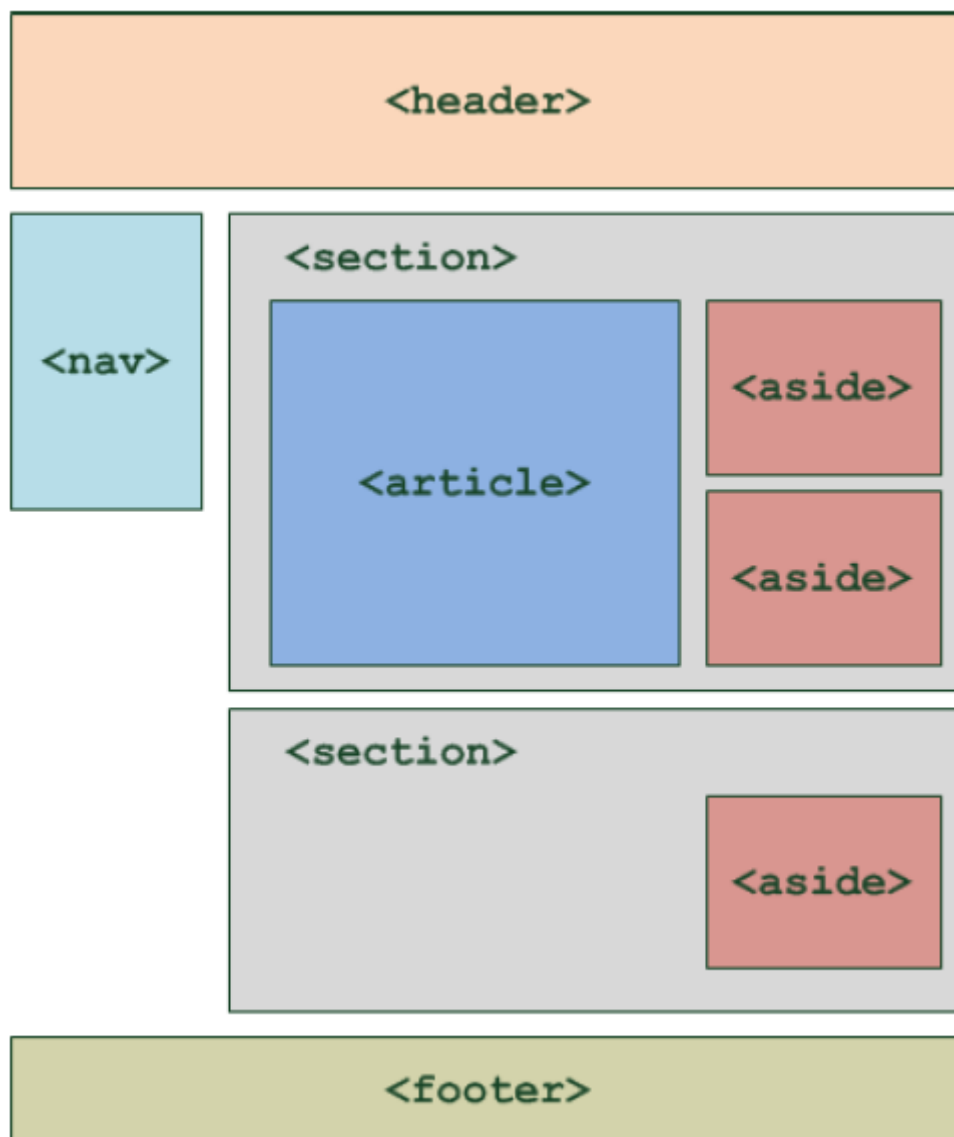 <header>
<nav>
<section>
<article>
<aside>
<aside>
<section>
<aside>
<footer>